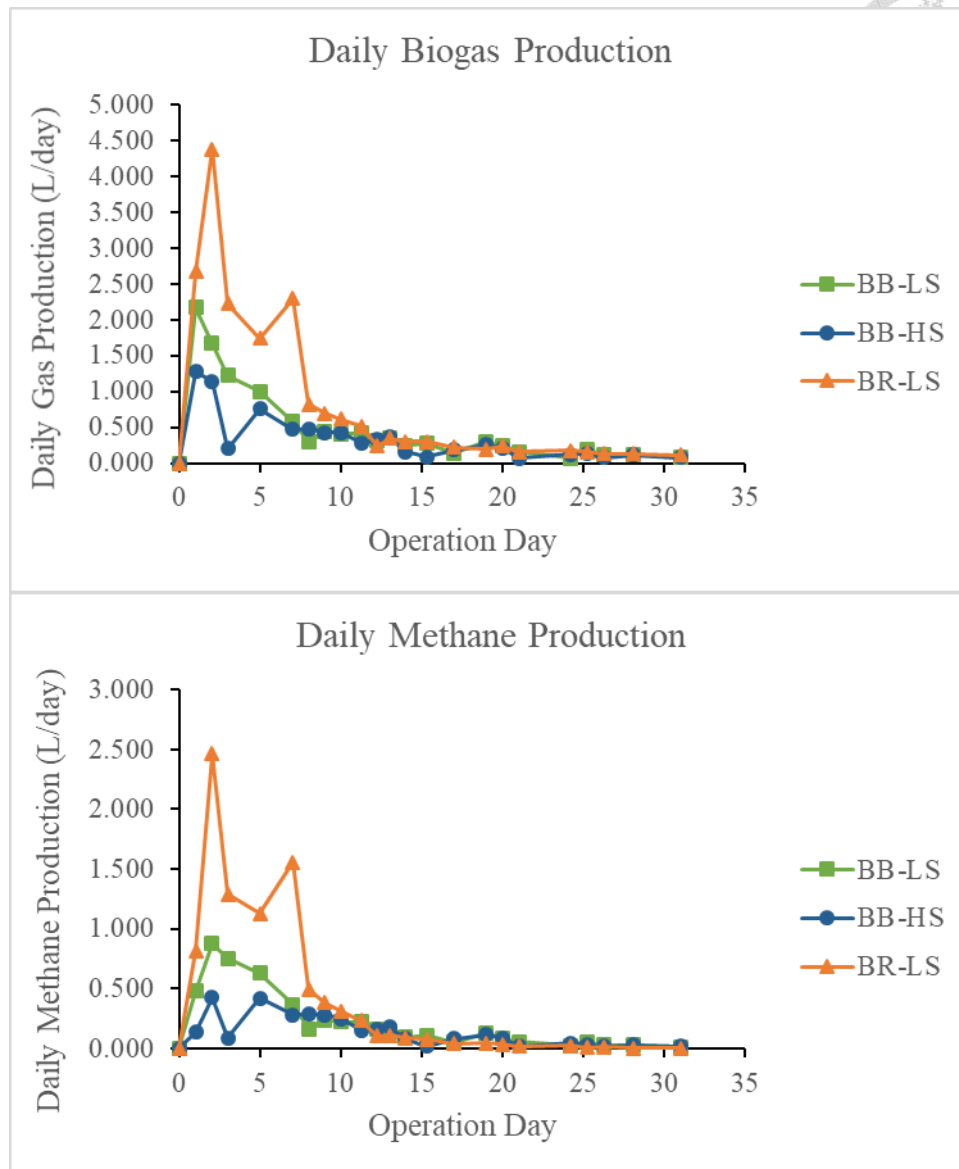 Daily Biogas Production
Daily Gas Production (L/day)
5.000
4.500
4.000
3.500
3.000
2.500
2.000
1.500
1.000
0.500
0.000
0 5 10 15 20 25 30 35
Operation Day
BB-LS
BB-HS
BR-LS
Daily Methane Production
Daily Methane Production (L/day)
3.000
2.500
2.000
1.500
1.000
0.500
0.000
0 5 10 15 20 25 30 35
Operation Day
BB-LS
BB-HS
BR-LS